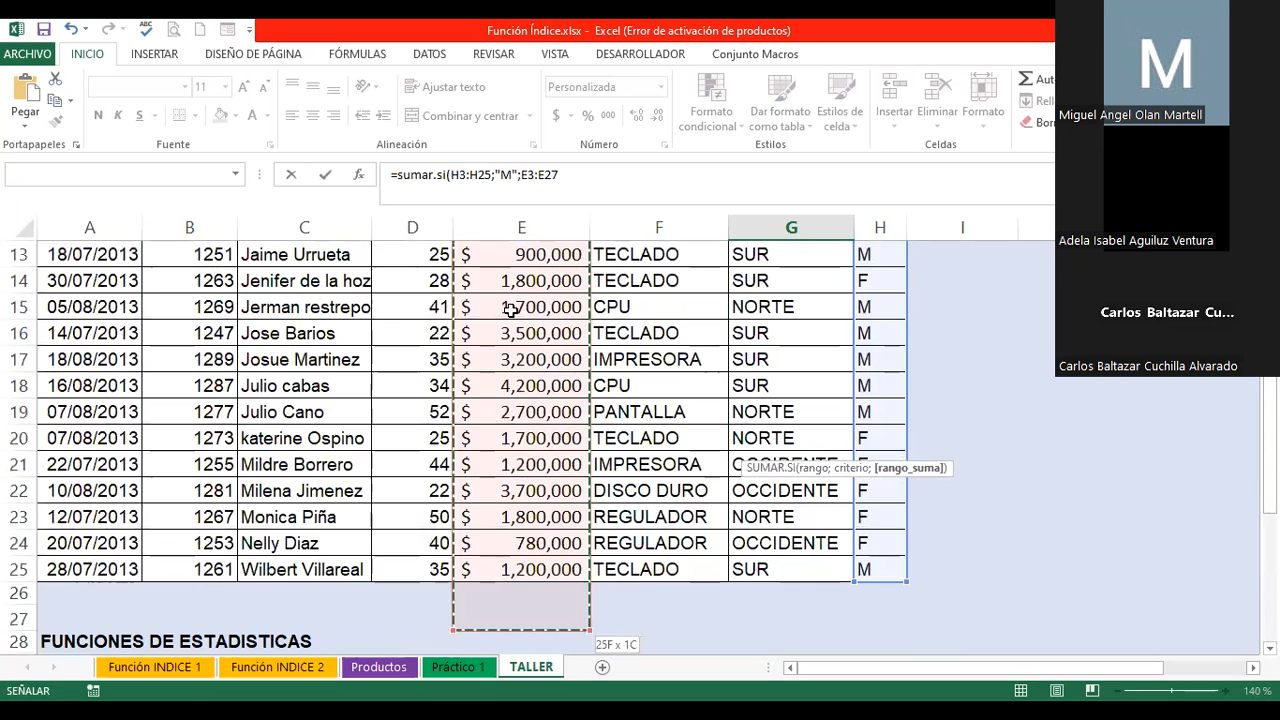 Función Índice.xlsx - Excel (Error de activación de productos)
ARCHIVO INICIO INSERTAR DISEÑO DE PÁGINA FÓRMULAS DATOS REVISAR VISTA DESARROLLADOR Conjunto Macros
Pegar
Portapapeles
11
N K S
Fuente
Ajustar texto
Combinar y centrar
Alineación
Personalizada
$ % 000
Número
Formato condicional
Dar formato como tabla
Estilos de celda
Estilos
Insertar Eliminar Formato
Celdas
Σ Auto
Rell
Borr
=sumar.si(H3:H25;"M";E3:E27
A B C D E F G H I
13 18/07/2013 1251 Jaime Urrueta 25 $ 900,000 TECLADO SUR M
14 30/07/2013 1263 Jenifer de la hoz 28 $ 1,800,000 TECLADO SUR F
15 05/08/2013 1269 Jerman restrepo 41 $ 1,700,000 CPU NORTE M
16 14/07/2013 1247 Jose Barios 22 $ 3,500,000 TECLADO SUR M
17 18/08/2013 1289 Josue Martinez 35 $ 3,200,000 IMPRESORA SUR M
18 16/08/2013 1287 Julio cabas 34 $ 4,200,000 CPU SUR M
19 07/08/2013 1277 Julio Cano 52 $ 2,700,000 PANTALLA NORTE M
20 07/08/2013 1273 katerine Ospino 25 $ 1,700,000 TECLADO NORTE F
21 22/07/2013 1255 Mildre Borrero 44 $ 1,200,000 IMPRESORA OCCIDENTE F
SUMAR.SI(rango; criterio; [rango_suma])
22 10/08/2013 1281 Milena Jimenez 22 $ 3,700,000 DISCO DURO OCCIDENTE F
23 12/07/2013 1267 Monica Piña 50 $ 1,800,000 REGULADOR NORTE F
24 20/07/2013 1253 Nelly Diaz 40 $ 780,000 REGULADOR OCCIDENTE F
25 28/07/2013 1261 Wilbert Villareal 35 $ 1,200,000 TECLADO SUR M
26
27
28 FUNCIONES DE ESTADISTICAS
25F x 1C
Función INDICE 1 Función INDICE 2 Productos Práctico 1 TALLER
SEÑALAR
140 %
M
Miguel Angel Olan Martell
Adela Isabel Aguiluz Ventura
Carlos Baltazar Cu...
Carlos Baltazar Cuchilla Alvarado